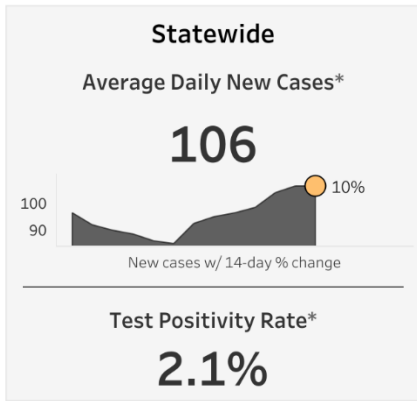 Statewide
Average Daily New Cases*
106
10%
100
90
New cases w/ 14-day % change
Test Positivity Rate*
2.1%